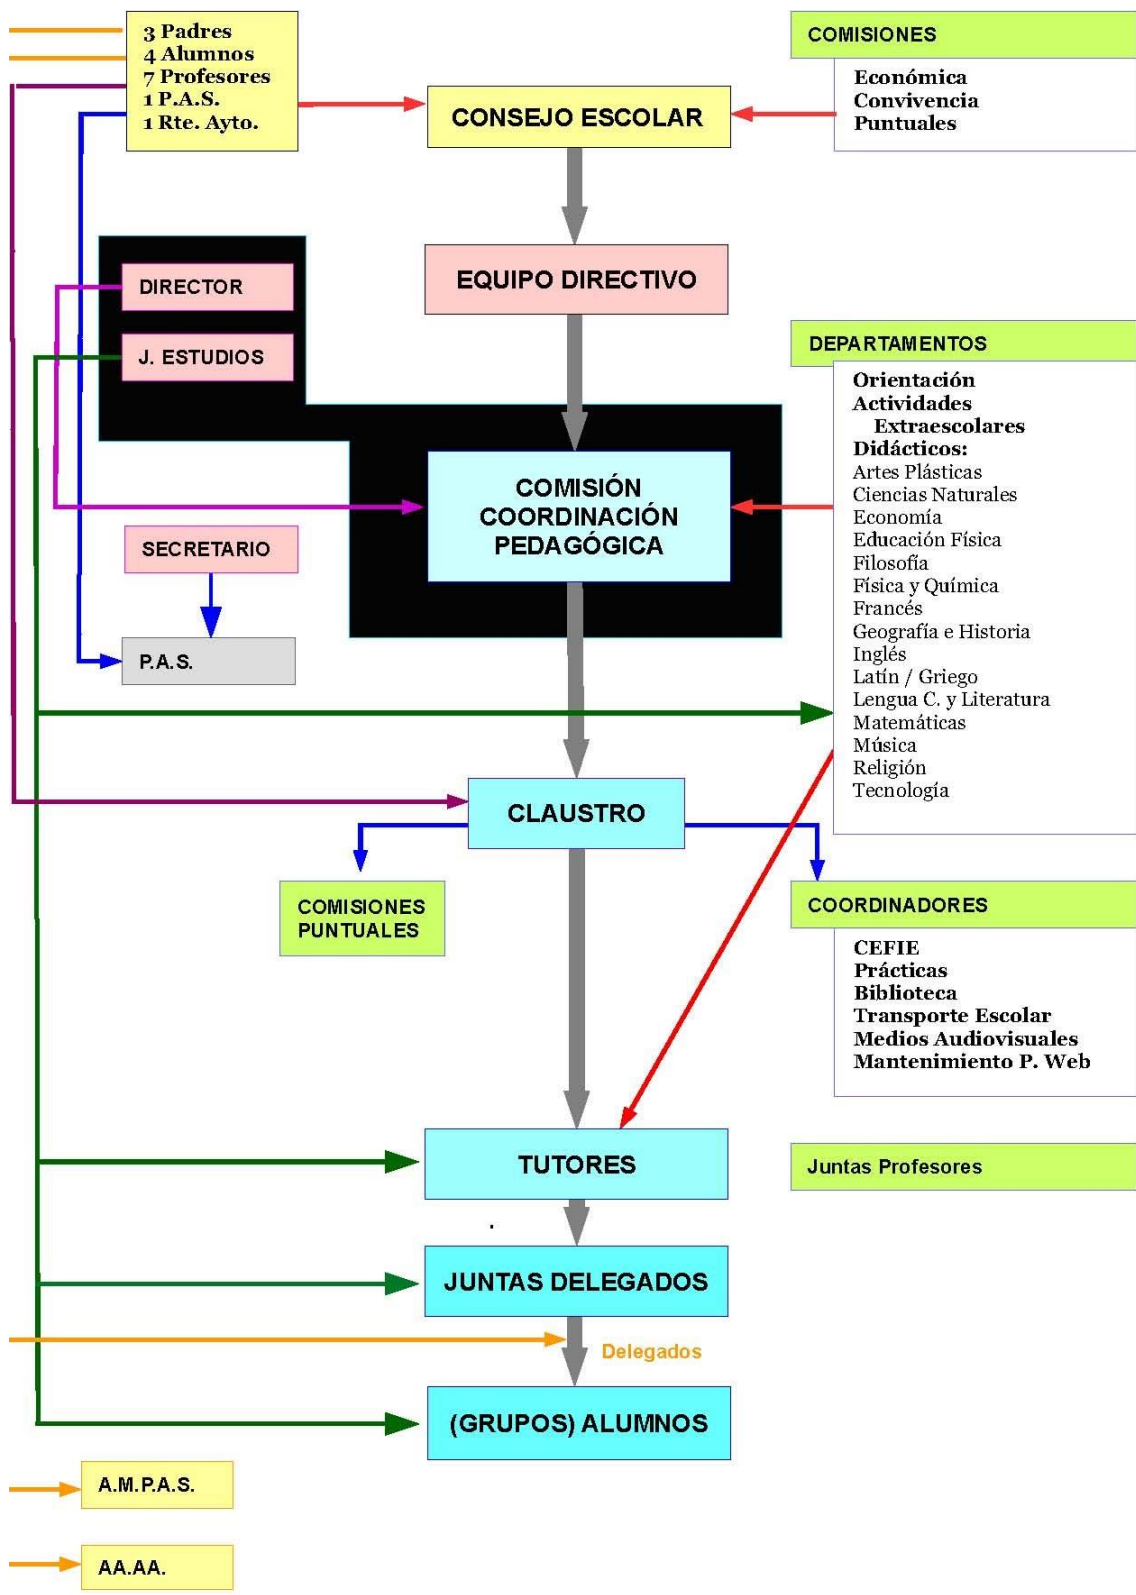 3 Padres
4 Alumnos
7 Profesores
1 P.A.S.
1 Rte. Ayto.
CONSEJO ESCOLAR
COMISIONES
Económica
Convivencia
Puntuales
EQUIPO DIRECTIVO
DIRECTOR
J. ESTUDIOS
DEPARTAMENTOS
Orientación
Actividades
Extraescolares
Didácticos:
Artes Plásticas
Ciencias Naturales
Economía
Educación Física
Filosofía
Física y Química
Francés
Geografía e Historia
Inglés
Latín / Griego
Lengua C. y Literatura
Matemáticas
Música
Religión
Tecnología
COMISIÓN
COORDINACIÓN
PEDAGÓGICA
SECRETARIO
P.A.S.
CLAUSTRO
COMISIONES
PUNTUALES
COORDINADORES
CEFIE
Prácticas
Biblioteca
Transporte Escolar
Medios Audiovisuales
Mantenimiento P. Web
TUTORES
Juntas Profesores
JUNTAS DELEGADOS
Delegados
(GRUPOS) ALUMNOS
A.M.P.A.S.
AA.AA.